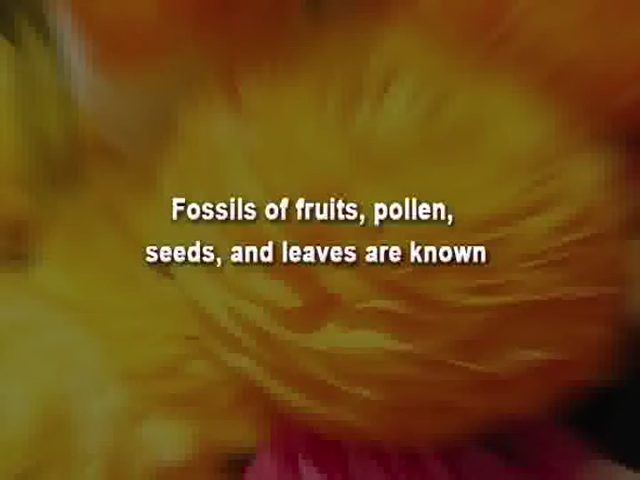 Fossils of fruits, pollen,
seeds, and leaves are known